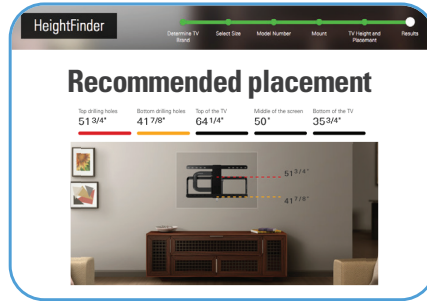 HeightFinder
Determine TV Brand
Select Size
Model Number
Mount
TV Height and Placement
Results
Recommended placement
Top drilling holes
51 3/4"
Bottom drilling holes
41 7/8"
Top of the TV
64 1/4"
Middle of the screen
50"
Bottom of the TV
35 3/4"
51 3/4"
41 7/8"